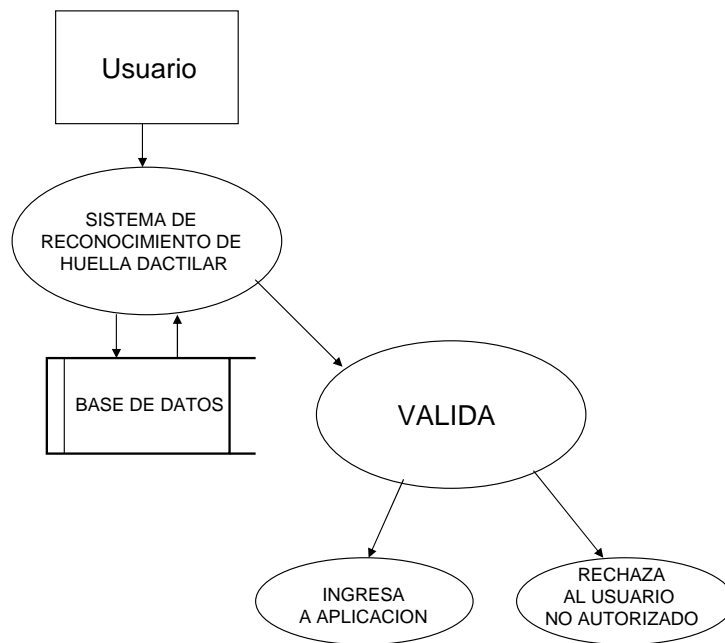 Usuario
SISTEMA DE
RECONOCIMIENTO DE
HUELLA DACTILAR
BASE DE DATOS
VALIDA
INGRESA
A APLICACION
RECHAZA
AL USUARIO
NO AUTORIZADO